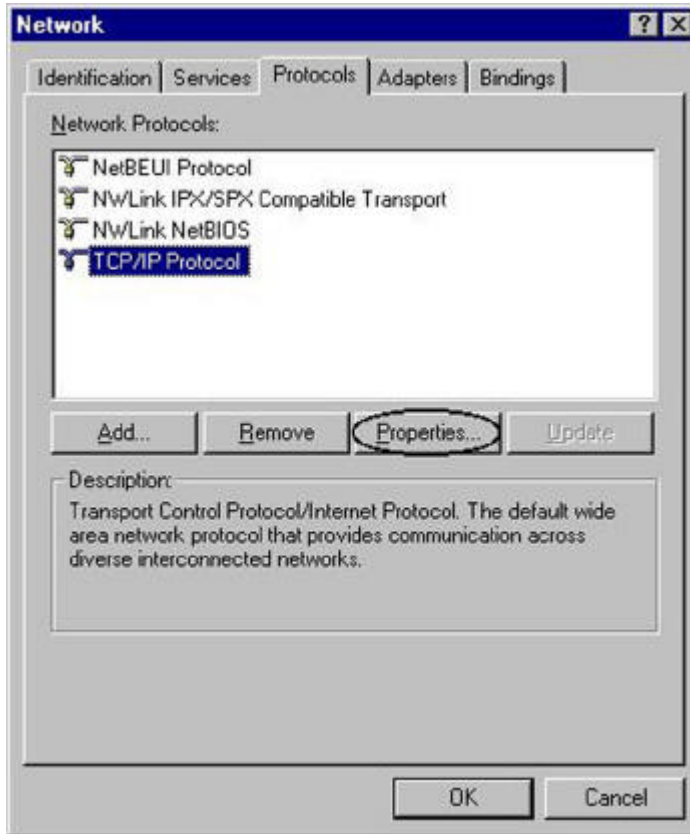 Network
Identification Services Protocols Adapters Bindings
Network Protocols:
NetBEUI Protocol
NWLink IPX/SPX Compatible Transport
NWLink NetBIOS
TCP/IP Protocol
Add... Remove Properties... Update
Description:
Transport Control Protocol/Internet Protocol. The default wide
area network protocol that provides communication across
diverse interconnected networks.
OK Cancel